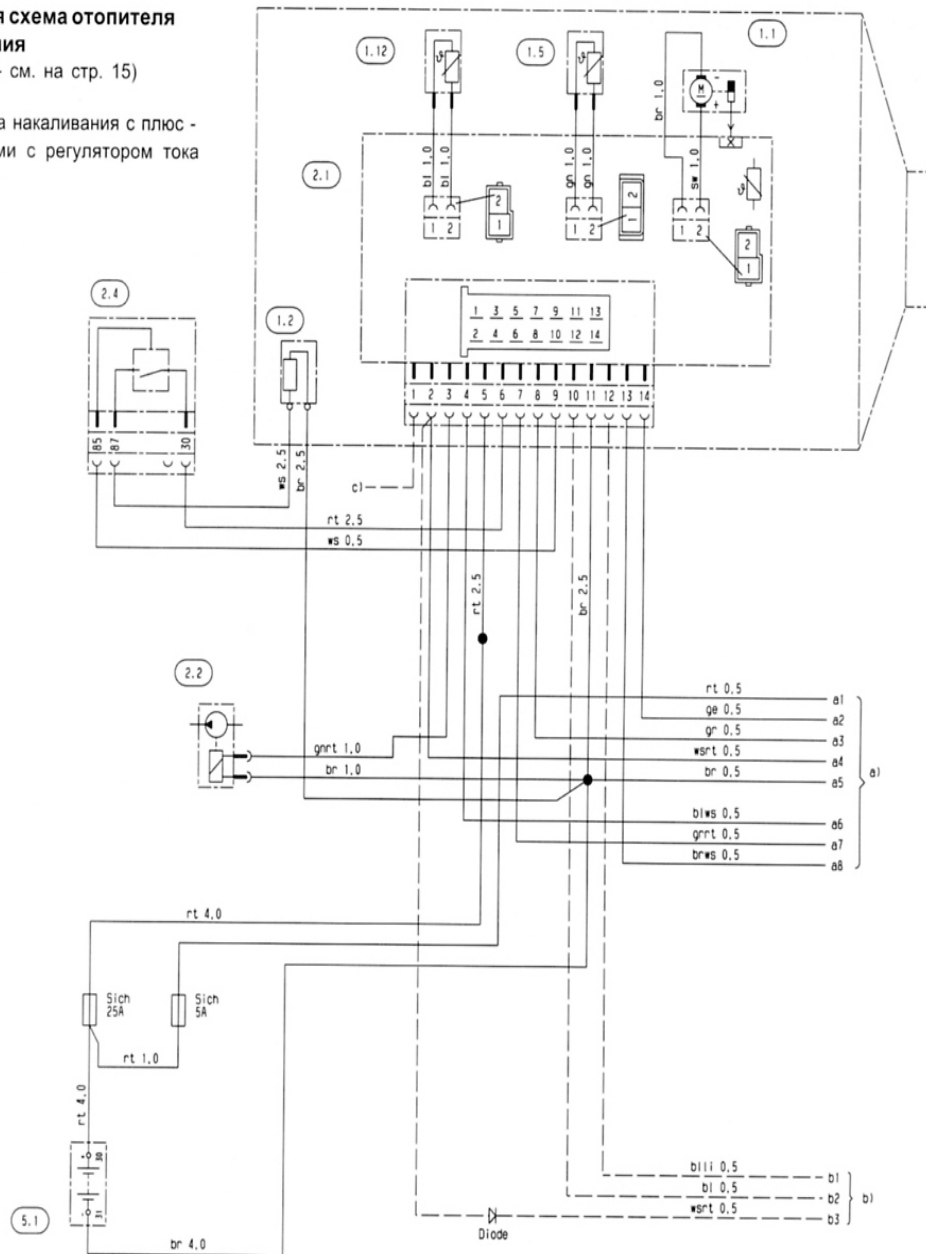 я схема отопителя
ния
- см. на стр. 15)
а накаливания с плюс -
ми с регулятором тока
1.12
1.5
1.1
bl 1,0
bl 1,0
gn 1,0
gn 1,0
br 1,0
sw 1,0
M
- +
2.1
1 2
2
1
1 2
2
1
1 2
2
1
2.4
1.2
1 3 5 7 9 11 13
2 4 6 8 10 12 14
1 2 3 4 5 6 7 8 9 10 11 12 13 14
85 87 30
ws 2,5
br 2,5
c)
rt 2,5
ws 0,5
rt 2,5
br 2,5
2.2
gnrt 1,0
br 1,0
rt 0,5 a1
ge 0,5 a2
gr 0,5 a3
wsrt 0,5 a4
br 0,5 a5
a)
blws 0,5 a6
grrt 0,5 a7
brws 0,5 a8
rt 4,0
Sich
25A
Sich
5A
rt 1,0
rt 4,0
+ 30
- 31
5.1
br 4,0
blli 0,5 b1
bl 0,5 b2
wsrt 0,5 b3
b)
Diode